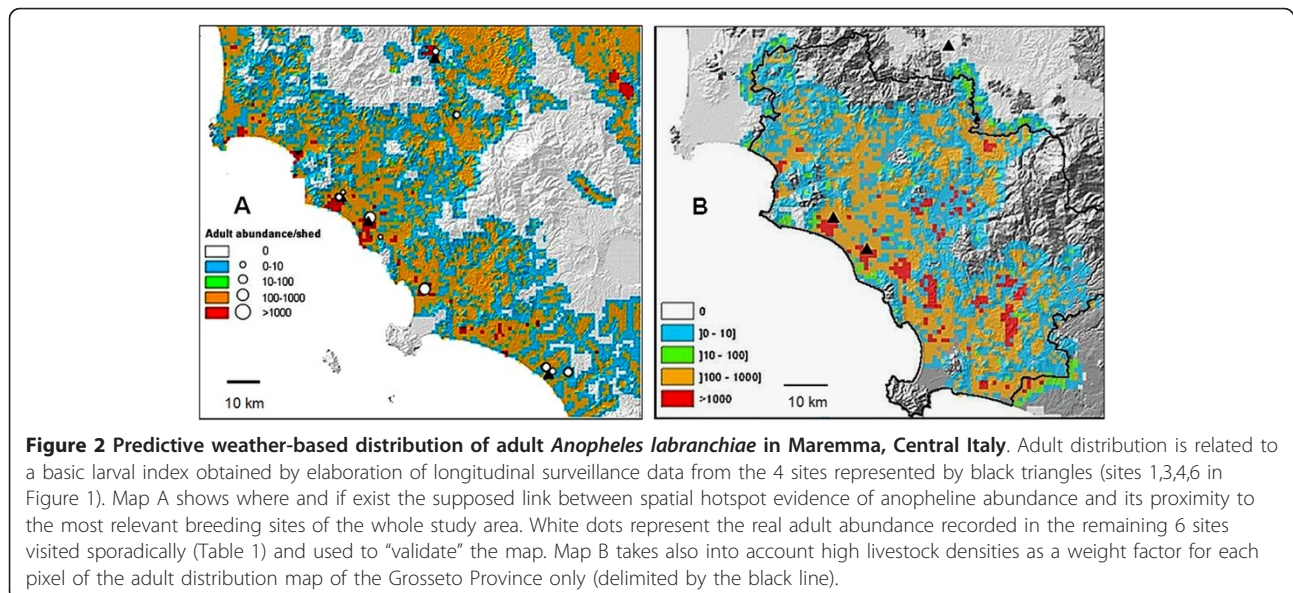 A
Adult abundance/shed
0
0-10
10-100
100-1000
>1000
10 km
B
0
]0 - 10]
]10 - 100]
]100 - 1000]
>1000
10 km
Figure 2 Predictive weather-based distribution of adult Anopheles labranchiae in Maremma, Central Italy. Adult distribution is related to
a basic larval index obtained by elaboration of longitudinal surveillance data from the 4 sites represented by black triangles (sites 1,3,4,6 in
Figure 1). Map A shows where and if exist the supposed link between spatial hotspot evidence of anopheline abundance and its proximity to
the most relevant breeding sites of the whole study area. White dots represent the real adult abundance recorded in the remaining 6 sites
visited sporadically (Table 1) and used to “validate” the map. Map B takes also into account high livestock densities as a weight factor for each
pixel of the adult distribution map of the Grosseto Province only (delimited by the black line).